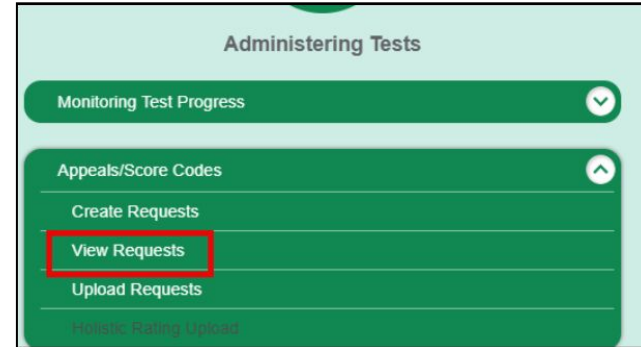 Administering Tests
Monitoring Test Progress
Appeals/Score Codes
Create Requests
View Requests
Upload Requests
Holistic Rating Upload